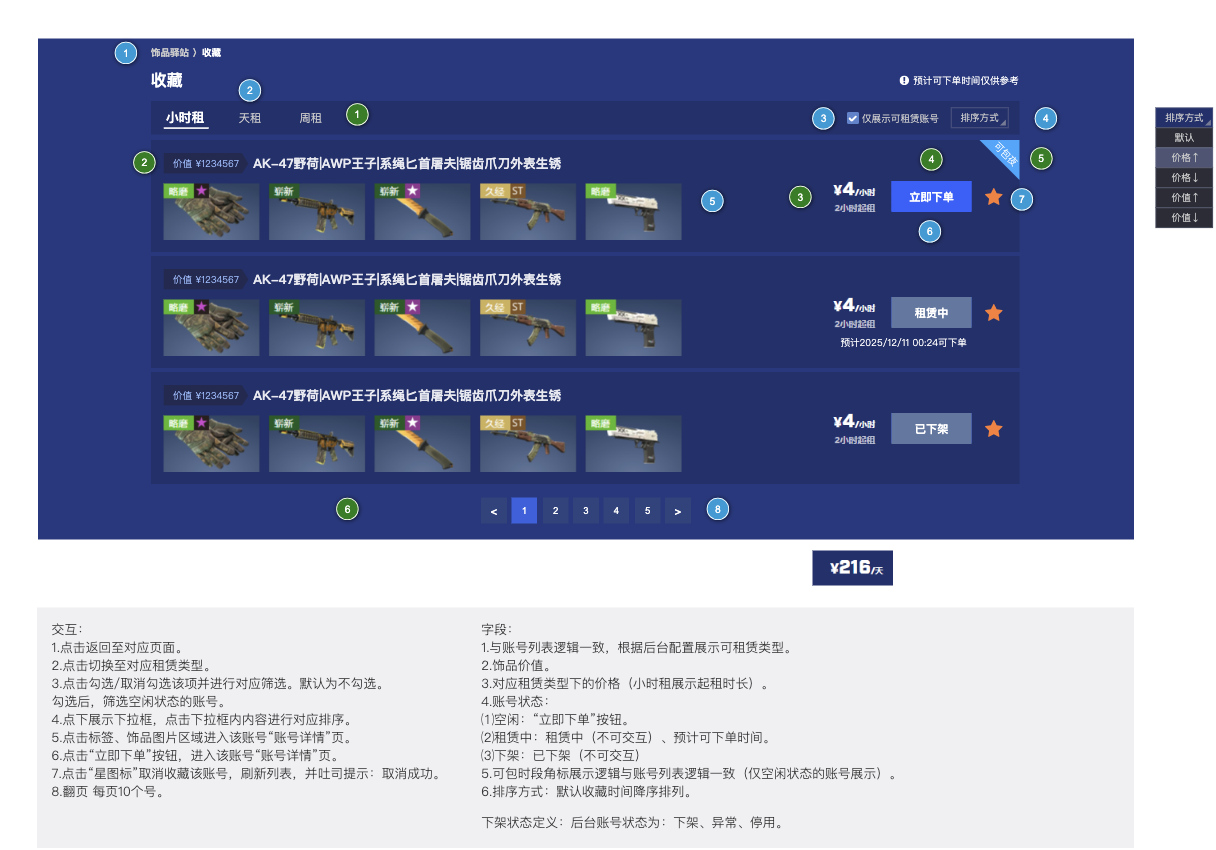 1
饰品驿站 〉收藏
收藏
2
预计可下单时间仅供参考
小时租
天租
周租
1
3
仅展示可租赁账号
排序方式
4
2
价值 ¥1234567
AK-47野荷|AWP王子|系绳匕首屠夫|锯齿爪刀外表生锈
4
可包夜
5
略磨 ★
崭新
崭新 ★
久经 ST
略磨
5
3
¥4/小时
2小时起租
立即下单
7
6
价值 ¥1234567
AK-47野荷|AWP王子|系绳匕首屠夫|锯齿爪刀外表生锈
略磨 ★
崭新
崭新 ★
久经 ST
略磨
¥4/小时
2小时起租
租赁中
预计2025/12/11 00:24可下单
价值 ¥1234567
AK-47野荷|AWP王子|系绳匕首屠夫|锯齿爪刀外表生锈
略磨 ★
崭新
崭新 ★
久经 ST
略磨
¥4/小时
2小时起租
已下架
6
< 1 2 3 4 5 >
8
排序方式
默认
价格↑
价格↓
价值↑
价值↓
¥216/天
交互：
1.点击返回至对应页面。
2.点击切换至对应租赁类型。
3.点击勾选/取消勾选该项并进行对应筛选。默认为不勾选。
勾选后，筛选空闲状态的账号。
4.点下展示下拉框，点击下拉框内内容进行对应排序。
5.点击标签、饰品图片区域进入该账号“账号详情”页。
6.点击“立即下单”按钮，进入该账号“账号详情”页。
7.点击“星图标”取消收藏该账号，刷新列表，并吐司提示：取消成功。
8.翻页 每页10个号。
字段：
1.与账号列表逻辑一致，根据后台配置展示可租赁类型。
2.饰品价值。
3.对应租赁类型下的价格（小时租展示起租时长）。
4.账号状态：
⑴空闲：“立即下单”按钮。
⑵租赁中：租赁中（不可交互）、预计可下单时间。
⑶下架：已下架（不可交互）
5.可包时段角标展示逻辑与账号列表逻辑一致（仅空闲状态的账号展示）。
6.排序方式：默认收藏时间降序排列。
下架状态定义：后台账号状态为：下架、异常、停用。